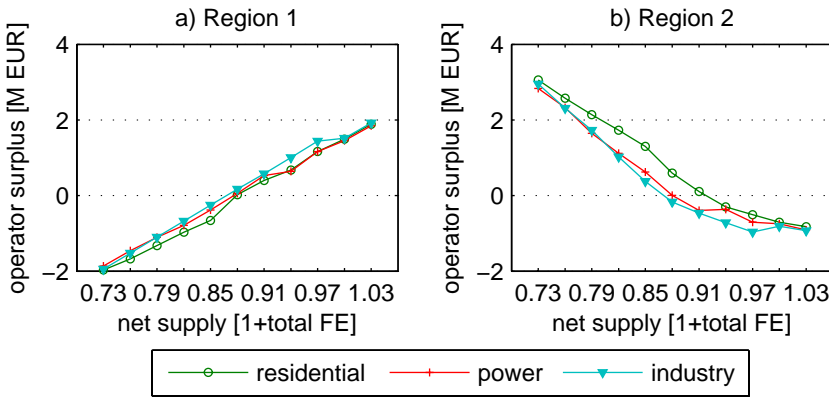 a) Region 1
operator surplus [M EUR]
4
2
0
−2
0.73 0.79 0.85 0.91 0.97 1.03
net supply [1+total FE]
b) Region 2
operator surplus [M EUR]
4
2
0
−2
0.73 0.79 0.85 0.91 0.97 1.03
net supply [1+total FE]
residential power industry